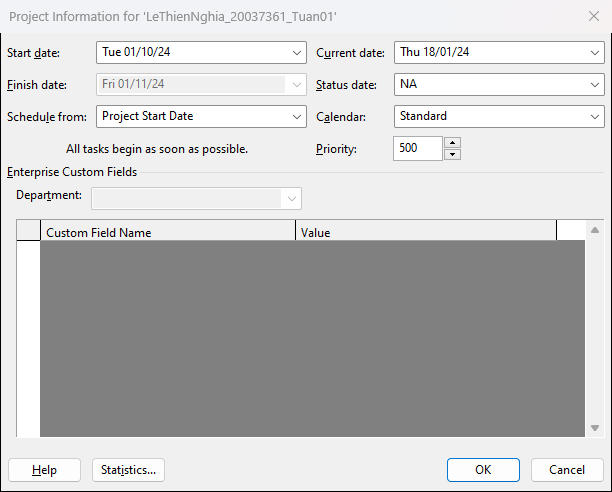 Project Information for 'LeThienNghia_20037361_Tuan01'
Start date: Tue 01/10/24 Current date: Thu 18/01/24
Finish date: Fri 01/11/24 Status date: NA
Schedule from: Project Start Date Calendar: Standard
All tasks begin as soon as possible. Priority: 500
Enterprise Custom Fields
Department:
Custom Field Name Value
Help Statistics... OK Cancel